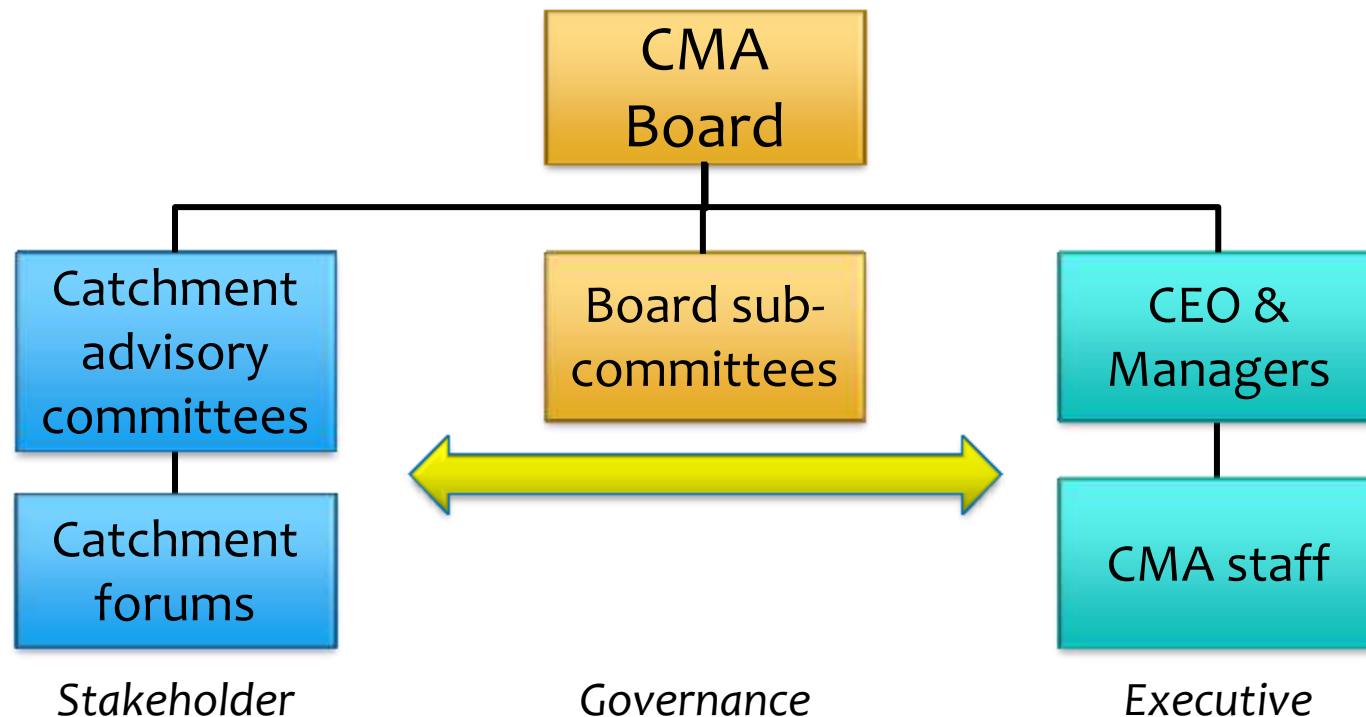 CMA
Board
Catchment
advisory
committees
Board sub-
committees
CEO &
Managers
Catchment
forums
CMA staff
Stakeholder
Governance
Executive